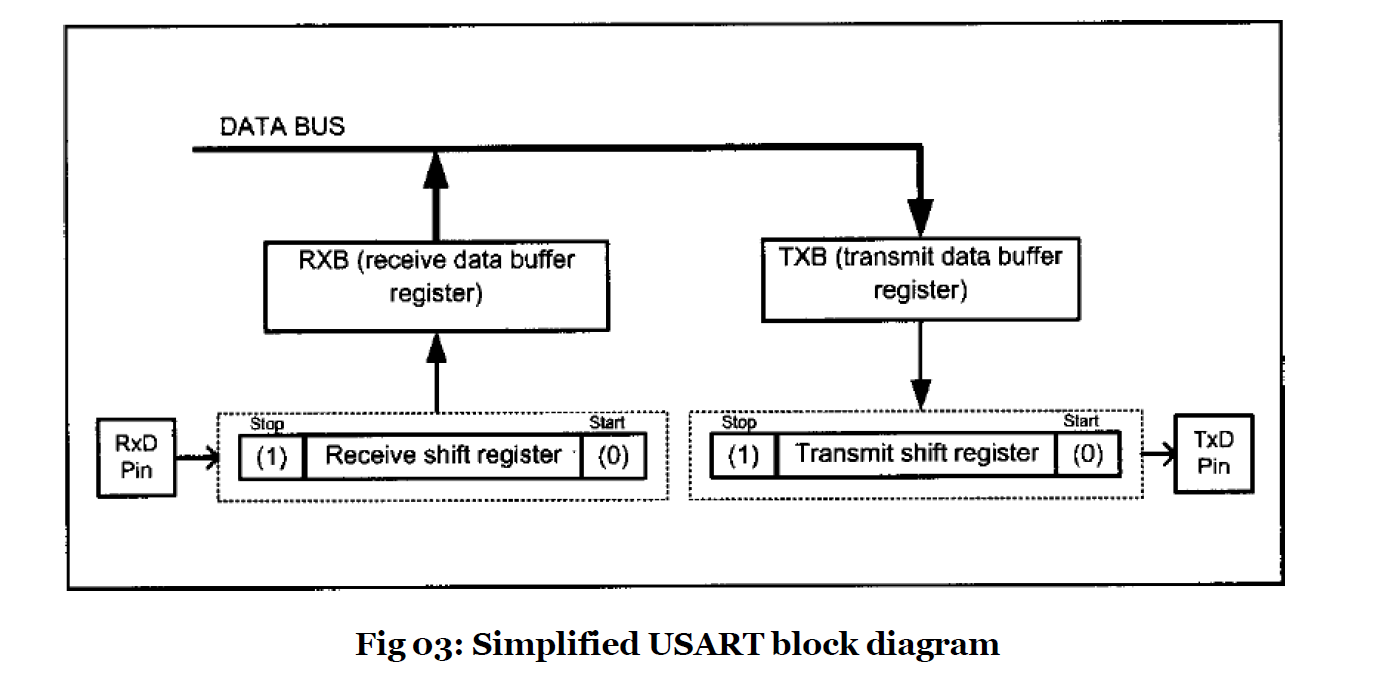 DATA BUS
RXB (receive data buffer
register)
TXB (transmit data buffer
register)
RxD
Pin
Stop
Start
(1)
Receive shift register
(0)
Stop
Start
(1)
Transmit shift register
(0)
TxD
Pin
Fig 03: Simplified USART block diagram